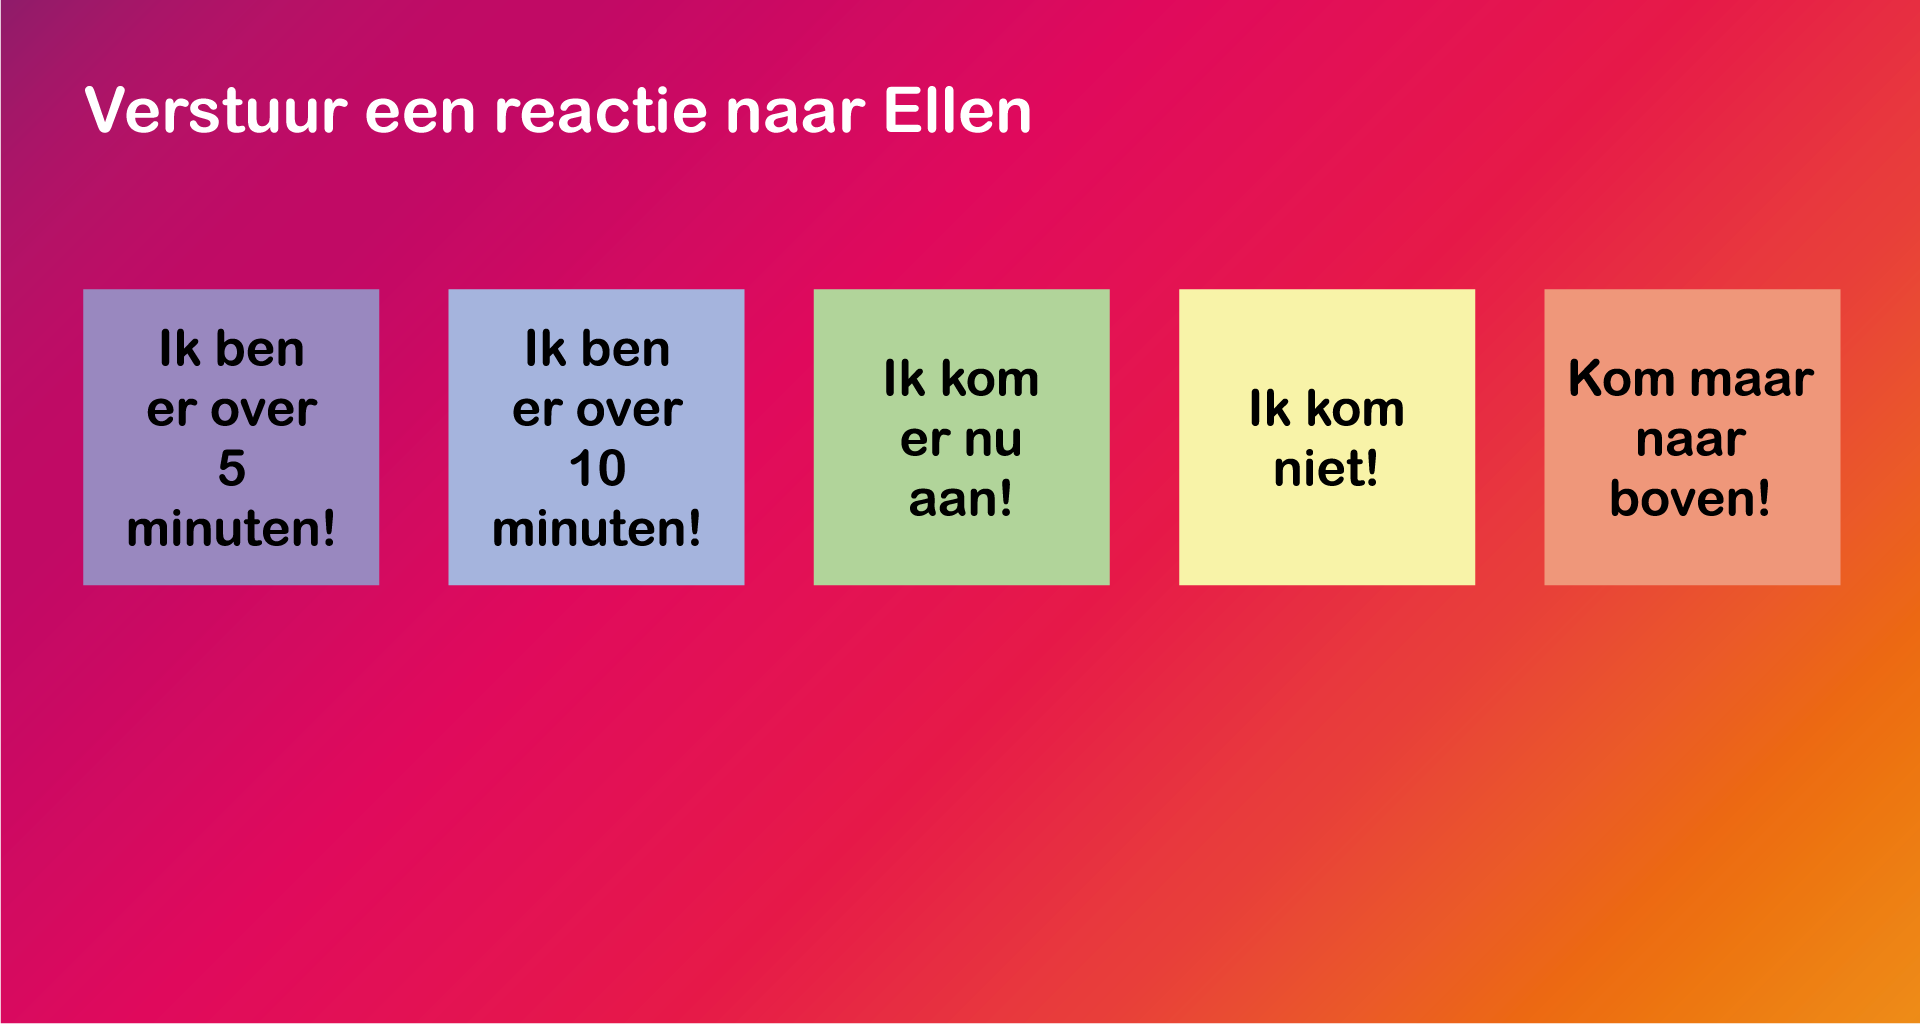 Verstuur een reactie naar Ellen
Ik ben
er over
5
minuten!
Ik ben
er over
10
minuten!
Ik kom
er nu
aan!
Ik kom
niet!
Kom maar
naar
boven!